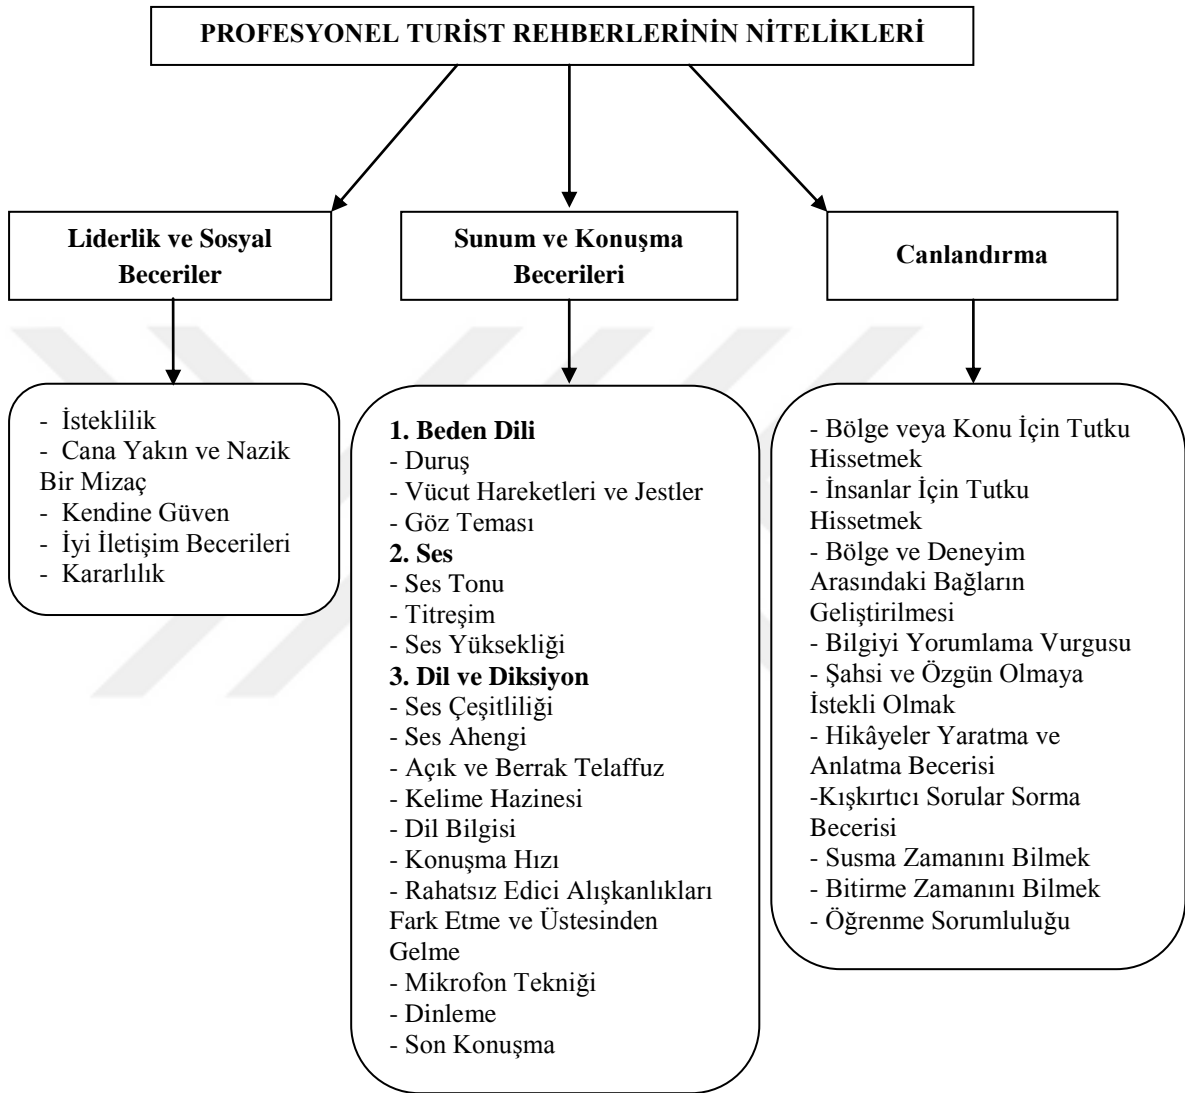 PROFESYONEL TURİST REHBERLERİNİN NİTELİKLERİ
Liderlik ve Sosyal
Beceriler
Sunum ve Konuşma
Becerileri
Canlandırma
- İsteklilik
- Cana Yakın ve Nazik
Bir Mizaç
- Kendine Güven
- İyi İletişim Becerileri
- Kararlılık
1. Beden Dili
- Duruş
- Vücut Hareketleri ve Jestler
- Göz Teması
2. Ses
- Ses Tonu
- Titreşim
- Ses Yüksekliği
3. Dil ve Diksiyon
- Ses Çeşitliliği
- Ses Ahengi
- Açık ve Berrak Telaffuz
- Kelime Hazinesi
- Dil Bilgisi
- Konuşma Hızı
- Rahatsız Edici Alışkanlıkları
Fark Etme ve Üstesinden
Gelme
- Mikrofon Tekniği
- Dinleme
- Son Konuşma
- Bölge veya Konu İçin Tutku
Hissetmek
- İnsanlar İçin Tutku
Hissetmek
- Bölge ve Deneyim
Arasındaki Bağların
Geliştirilmesi
- Bilgiyi Yorumlama Vurgusu
- Şahsi ve Özgün Olmaya
İstekli Olmak
- Hikâyeler Yaratma ve
Anlatma Becerisi
-Kışkırtıcı Sorular Sorma
Becerisi
- Susma Zamanını Bilmek
- Bitirme Zamanını Bilmek
- Öğrenme Sorumluluğu